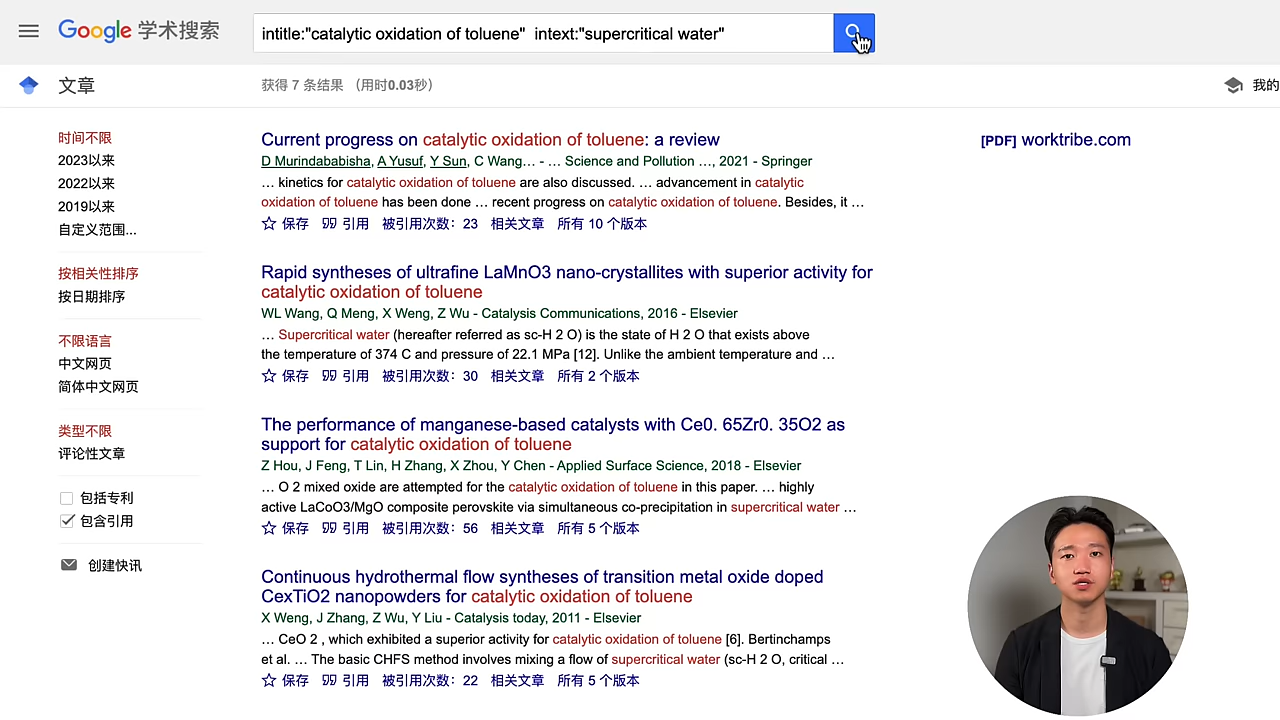 Google 学术搜索
intitle:"catalytic oxidation of toluene"  intext:"supercritical water"
文章
获得 7 条结果 （用时0.03秒）
我的
时间不限
2023以来
2022以来
2019以来
自定义范围...
按相关性排序
按日期排序
不限语言
中文网页
简体中文网页
类型不限
评论性文章
包括专利
包含引用
创建快讯
Current progress on catalytic oxidation of toluene: a review
[PDF] worktribe.com
D Murindababisha, A Yusuf, Y Sun, C Wang… - … Science and Pollution …, 2021 - Springer
… kinetics for catalytic oxidation of toluene are also discussed. … advancement in catalytic
oxidation of toluene has been done … recent progress on catalytic oxidation of toluene. Besides, it …
保存 引用 被引用次数：23 相关文章 所有 10 个版本
Rapid syntheses of ultrafine LaMnO3 nano-crystallites with superior activity for
catalytic oxidation of toluene
WL Wang, Q Meng, X Weng, Z Wu - Catalysis Communications, 2016 - Elsevier
… Supercritical water (hereafter referred as sc-H 2 O) is the state of H 2 O that exists above
the temperature of 374 C and pressure of 22.1 MPa [12]. Unlike the ambient temperature and …
保存 引用 被引用次数：30 相关文章 所有 2 个版本
The performance of manganese-based catalysts with Ce0. 65Zr0. 35O2 as
support for catalytic oxidation of toluene
Z Hou, J Feng, T Lin, H Zhang, X Zhou, Y Chen - Applied Surface Science, 2018 - Elsevier
… O 2 mixed oxide are attempted for the catalytic oxidation of toluene in this paper. … highly
active LaCoO3/MgO composite perovskite via simultaneous co-precipitation in supercritical water …
保存 引用 被引用次数：56 相关文章 所有 5 个版本
Continuous hydrothermal flow syntheses of transition metal oxide doped
CexTiO2 nanopowders for catalytic oxidation of toluene
X Weng, J Zhang, Z Wu, Y Liu - Catalysis today, 2011 - Elsevier
… CeO 2 , which exhibited a superior activity for catalytic oxidation of toluene [6]. Bertinchamps
et al. … The basic CHFS method involves mixing a flow of supercritical water (sc-H 2 O, critical …
保存 引用 被引用次数：22 相关文章 所有 5 个版本